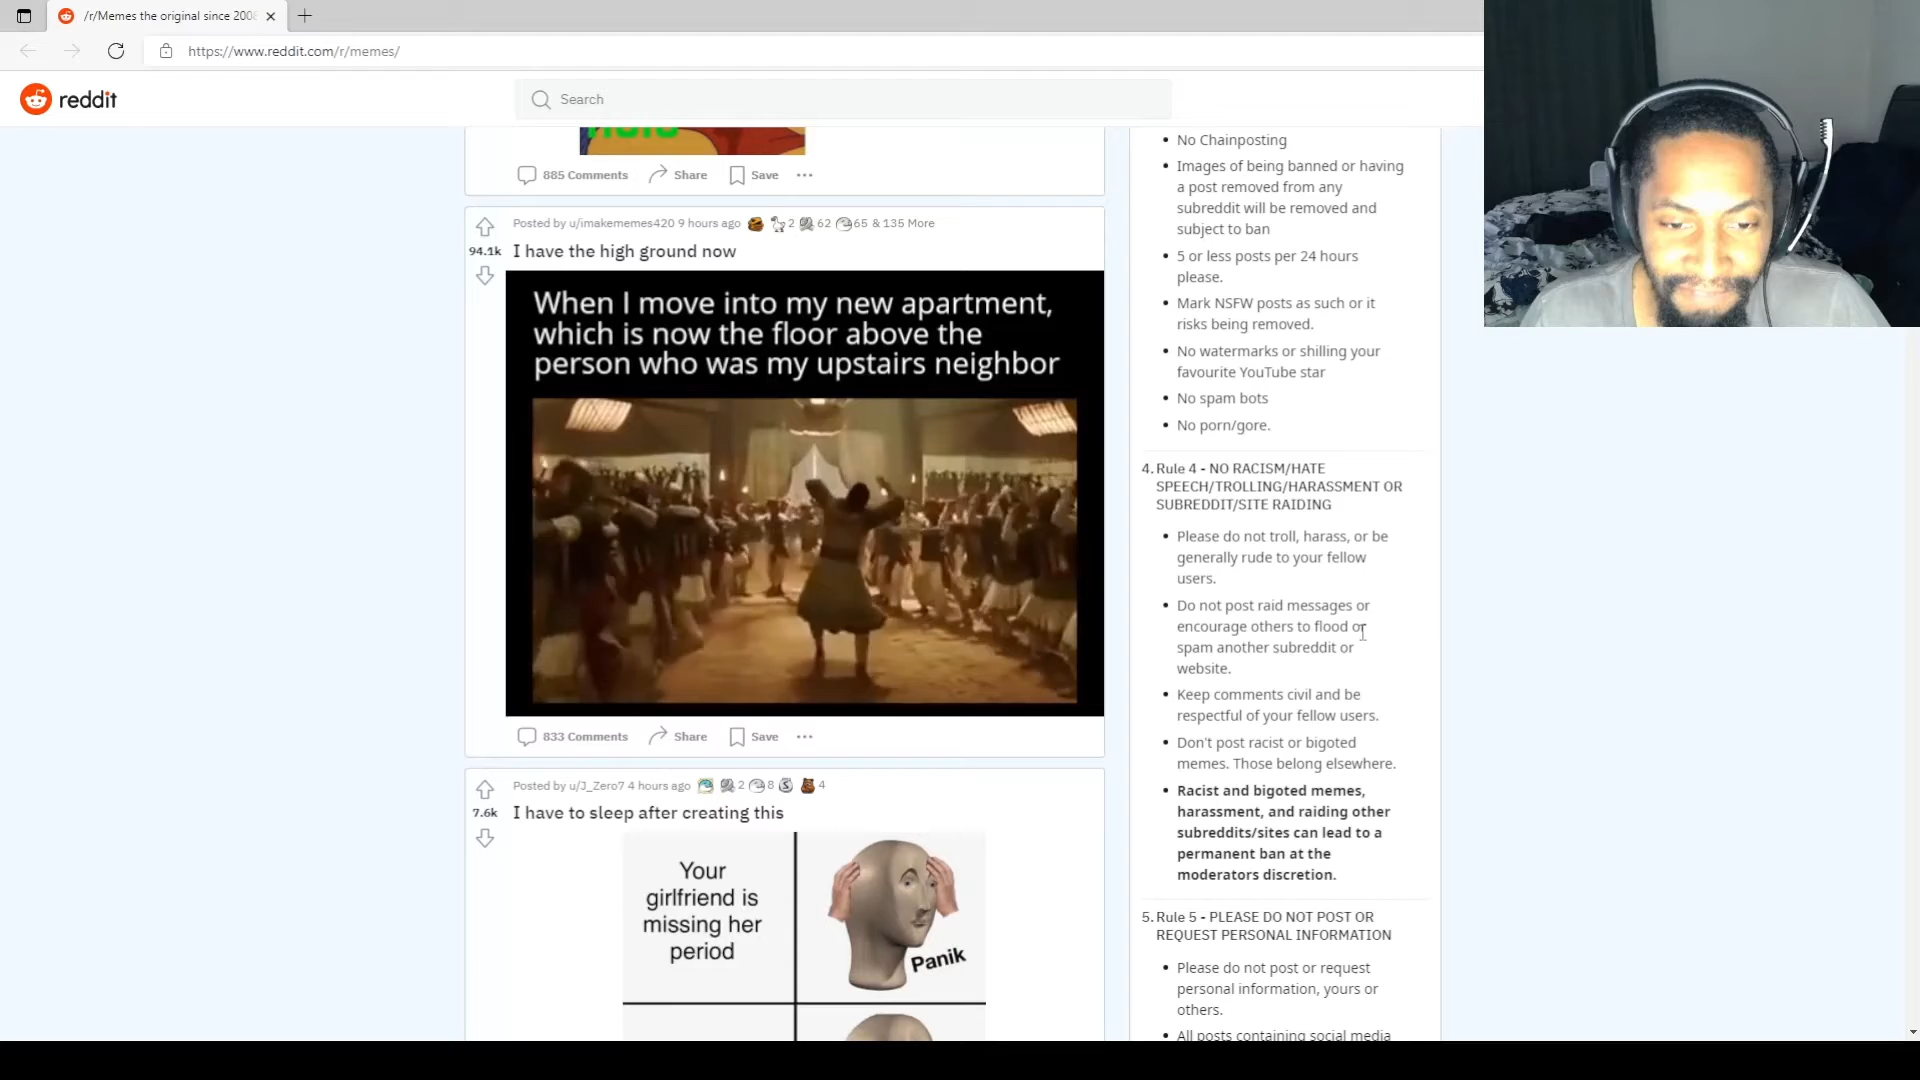 /r/Memes the original since 2008
https://www.reddit.com/r/memes/
reddit
Search
885 Comments
Share
Save
Posted by u/imakememes420 9 hours ago
2
62
65 & 135 More
94.1k
I have the high ground now
When I move into my new apartment,
which is now the floor above the
person who was my upstairs neighbor
833 Comments
Share
Save
Posted by u/J_Zero7 4 hours ago
2
8
4
7.6k
I have to sleep after creating this
Your
girlfriend is
missing her
period
Panik
• No Chainposting
• Images of being banned or having
a post removed from any
subreddit will be removed and
subject to ban
• 5 or less posts per 24 hours
please.
• Mark NSFW posts as such or it
risks being removed.
• No watermarks or shilling your
favourite YouTube star
• No spam bots
• No porn/gore.
4. Rule 4 - NO RACISM/HATE
SPEECH/TROLLING/HARASSMENT OR
SUBREDDIT/SITE RAIDING
• Please do not troll, harass, or be
generally rude to your fellow
users.
• Do not post raid messages or
encourage others to flood or
spam another subreddit or
website.
• Keep comments civil and be
respectful of your fellow users.
• Don't post racist or bigoted
memes. Those belong elsewhere.
• Racist and bigoted memes,
harassment, and raiding other
subreddits/sites can lead to a
permanent ban at the
moderators discretion.
5. Rule 5 - PLEASE DO NOT POST OR
REQUEST PERSONAL INFORMATION
• Please do not post or request
personal information, yours or
others.
• All posts containing social media